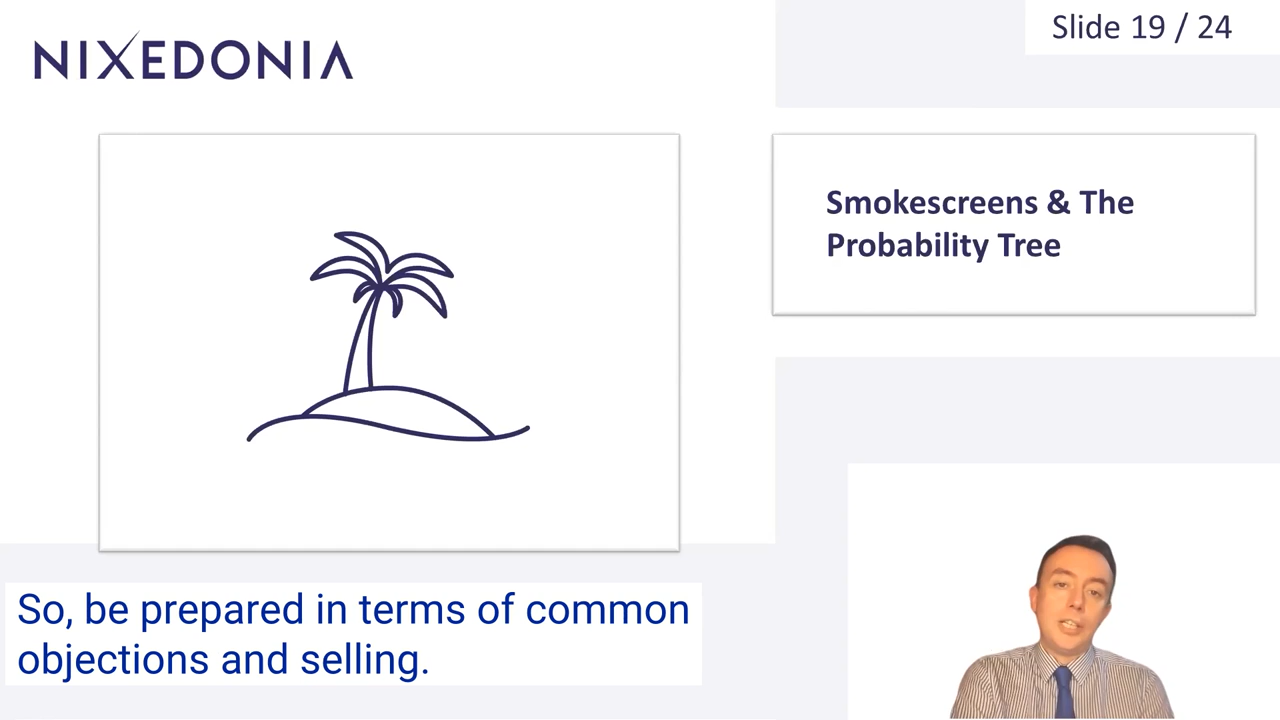 NIXEDONIA
Slide 19 / 24
Smokescreens & The
Probability Tree
So, be prepared in terms of common
objections and selling.